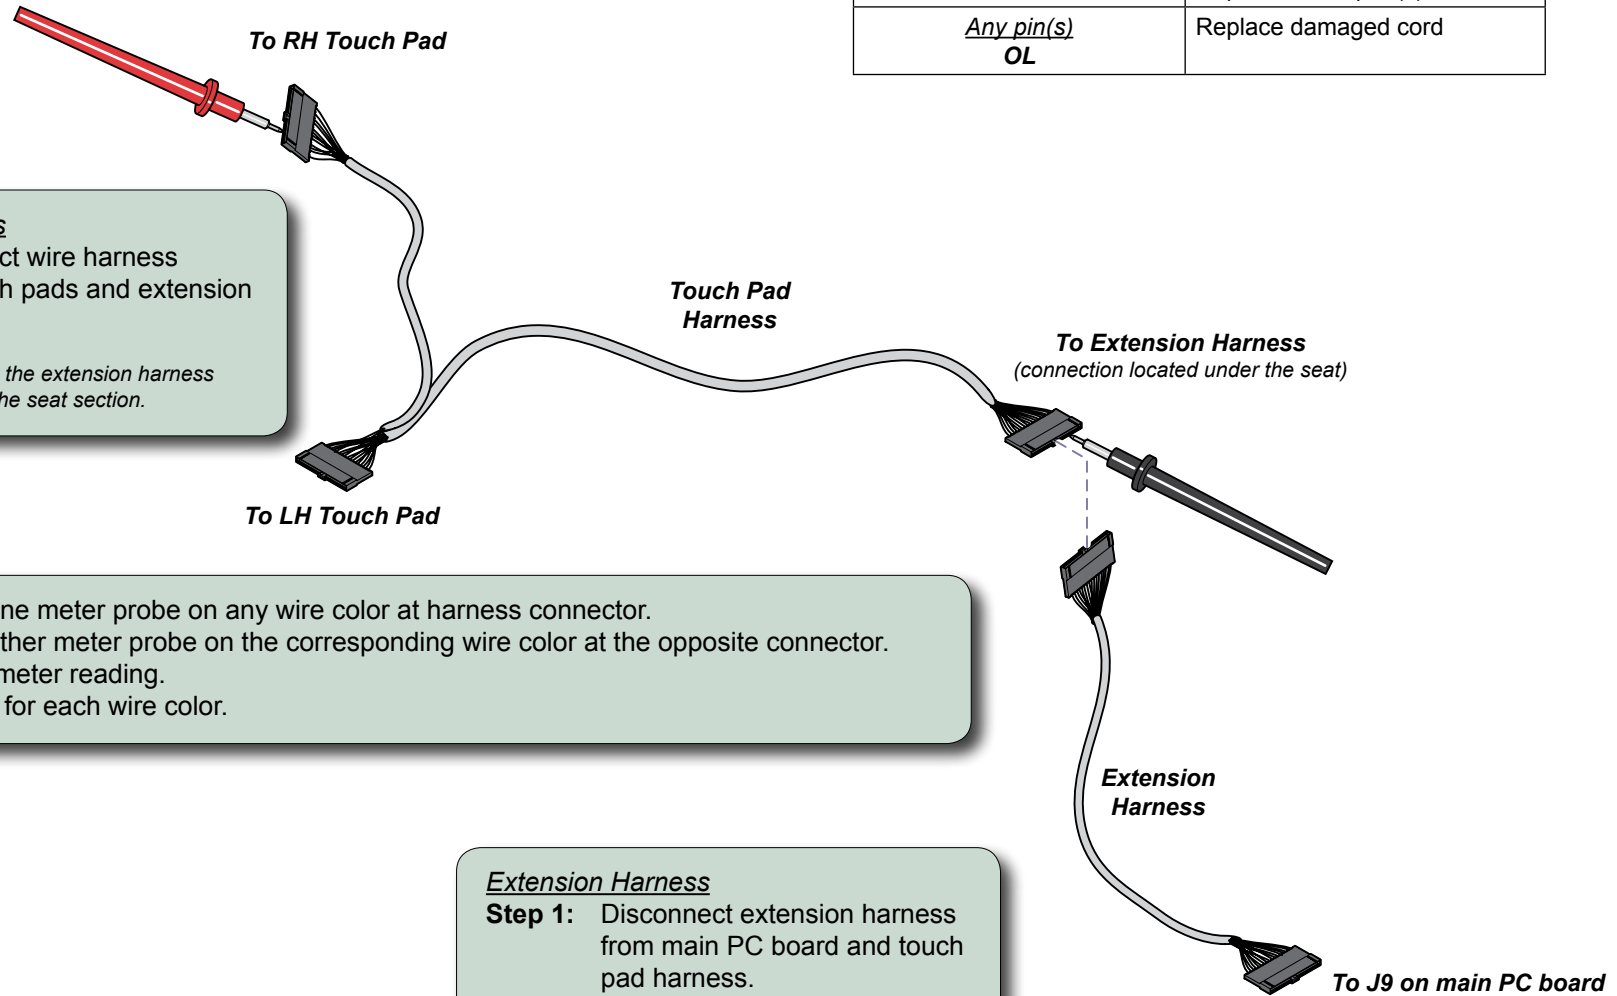 Any pin(s)
OL
Replace damaged cord
To RH Touch Pad
ct wire harness
h pads and extension
the extension harness
he seat section.
Touch Pad
Harness
To Extension Harness
(connection located under the seat)
To LH Touch Pad
ne meter probe on any wire color at harness connector.
ther meter probe on the corresponding wire color at the opposite connector.
meter reading.
for each wire color.
Extension
Harness
Extension Harness
Step 1: Disconnect extension harness
from main PC board and touch
pad harness.
To J9 on main PC board